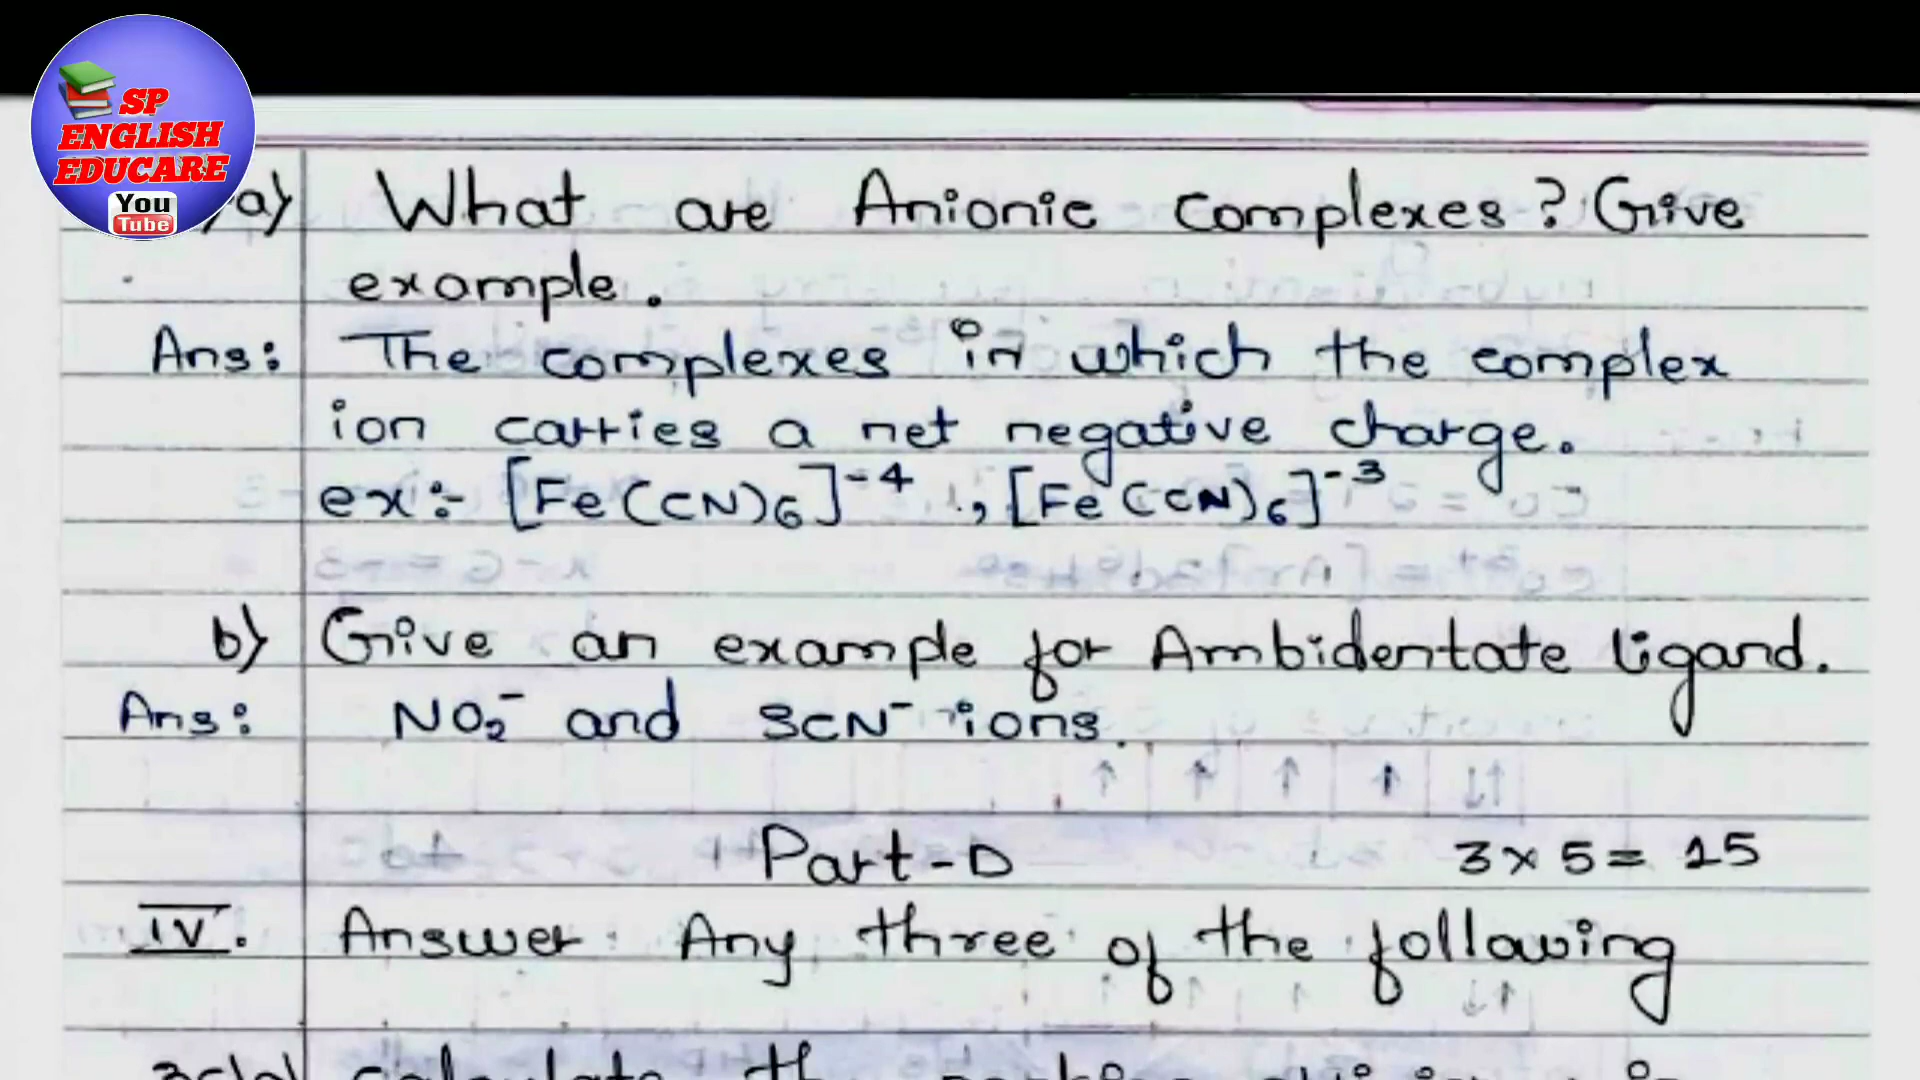 SP
ENGLISH
EDUCARE
You
Tube
a) What are Anionic complexes? Give
example.
Ans: The complexes in which the complex
ion carries a net negative charge.
ex:- [Fe(CN)₆]⁻⁴, [Fe(CN)₆]⁻³
b) Give an example for Ambidentate ligand.
Ans: NO₂⁻ and SCN⁻ ions.
Part-D 3×5= 15
IV. Answer Any three of the following
calculate the